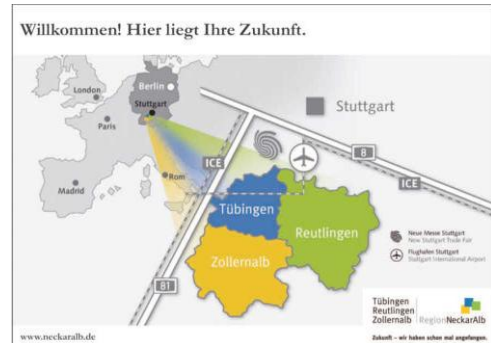 Willkommen! Hier liegt Ihre Zukunft.
Berlin
London
Stuttgart
Stuttgart
Paris
ICE
8
Rom
ICE
Madrid
Tübingen
Reutlingen
Neue Messe Stuttgart
New Stuttgart Trade Fair
Zollernalb
Flughafen Stuttgart
Stuttgart International Airport
81
Tübingen
Reutlingen
Zollernalb
RegionNeckarAlb
www.neckaralb.de
Zukunft – wir haben schon mal angefangen.